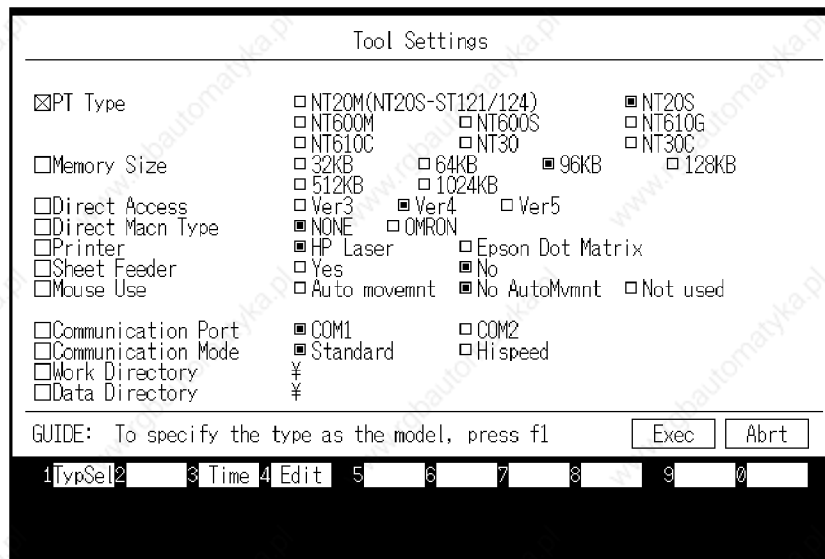 Tool Settings
☒PT Type □NT20M(NT20S-ST121/124) ■NT20S
□NT600M □NT600S □NT610G
□NT610C □NT30 □NT30C
□Memory Size □32KB □64KB ■96KB □128KB
□512KB □1024KB
□Direct Access □Ver3 ■Ver4 □Ver5
□Direct Macn Type ■NONE □OMRON
□Printer ■HP Laser □Epson Dot Matrix
□Sheet Feeder □Yes ■No
□Mouse Use □Auto movemnt ■No AutoMvmnt □Not used
□Communication Port ■COM1 □COM2
□Communication Mode ■Standard □Hispeed
□Work Directory ¥
□Data Directory ¥
GUIDE: To specify the type as the model, press f1 Exec Abrt
1TypSel2 3 Time 4 Edit 5 6 7 8 9 0
www.rgbautomatyka.pl